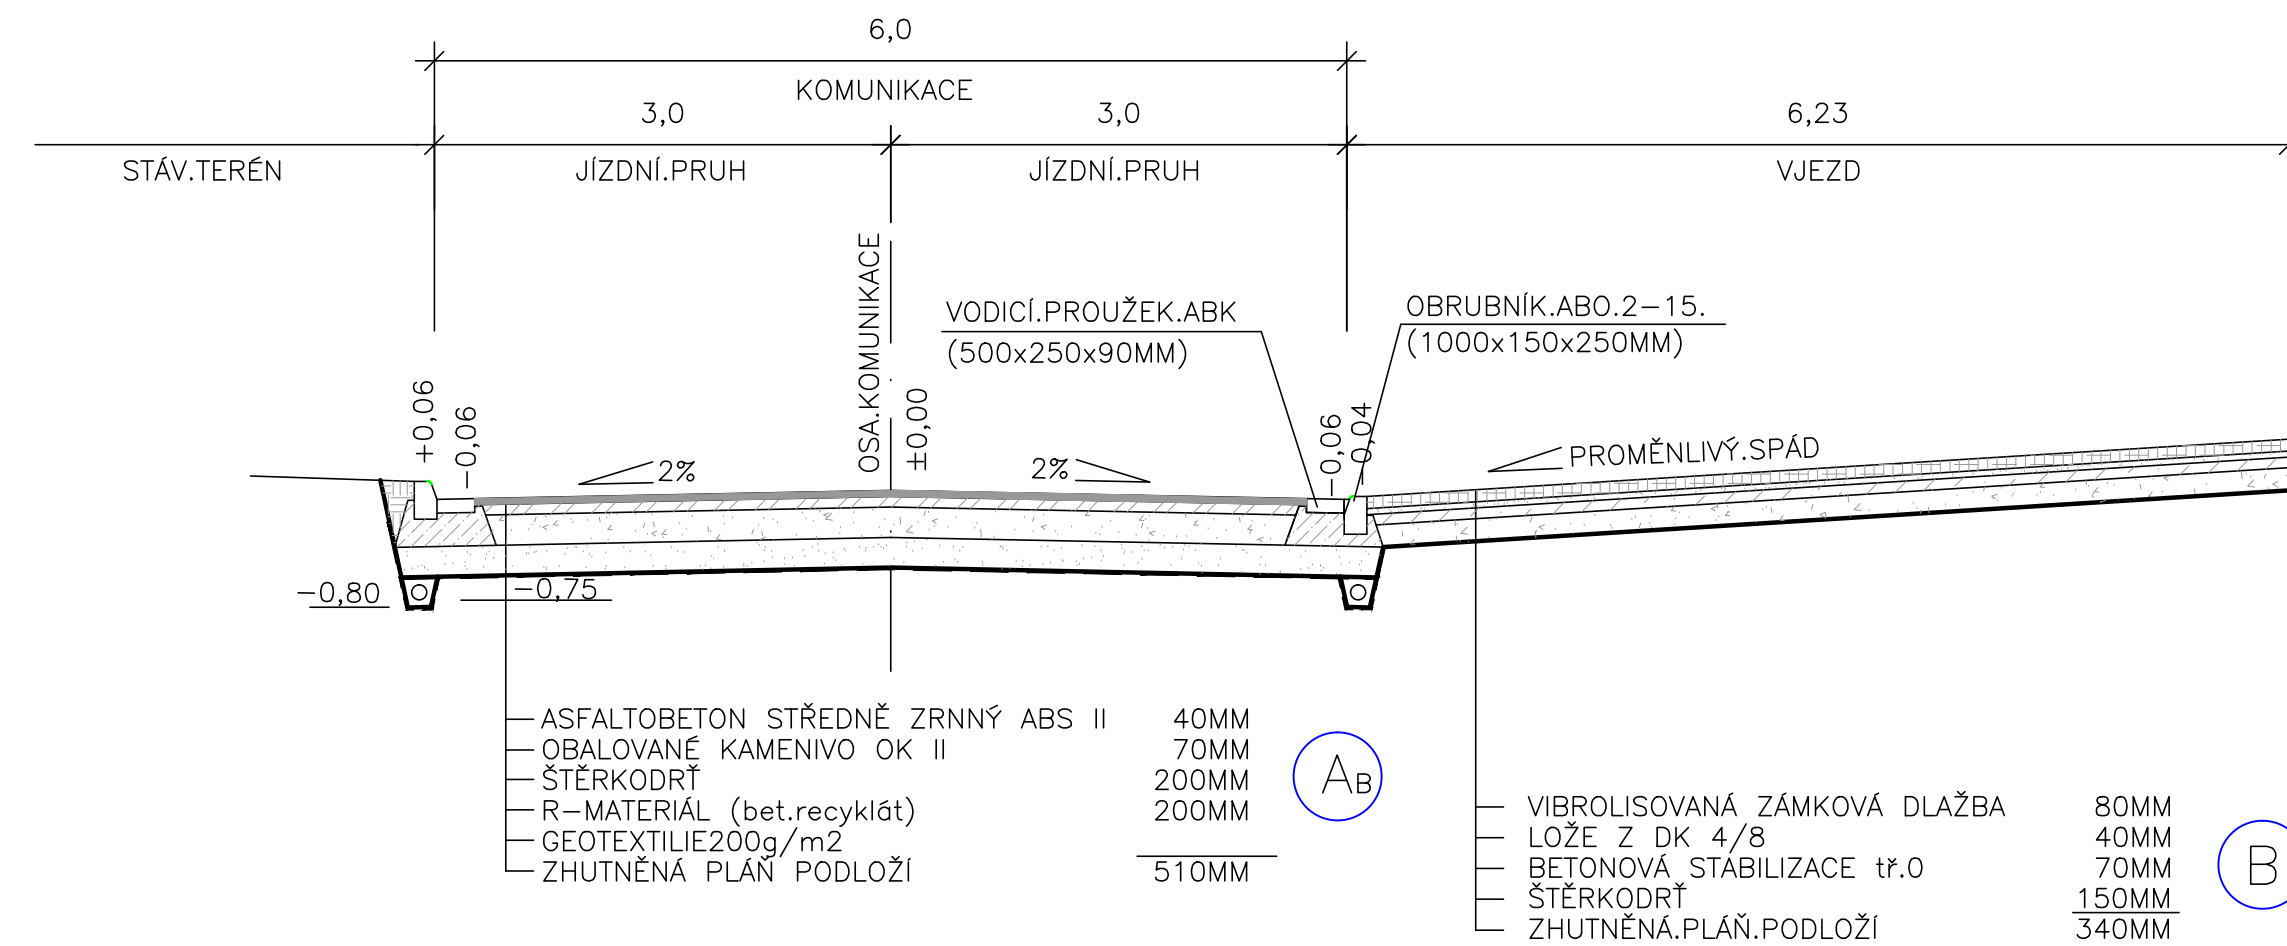 6,0
KOMUNIKACE
3,0 3,0 6,23
STÁV.TERÉN JÍZDNÍ.PRUH JÍZDNÍ.PRUH VJEZD
OSA.KOMUNIKACE
±0,00
VODICÍ.PROUŽEK.ABK
(500x250x90MM)
OBRUBNÍK.ABO.2-15.
(1000x150x250MM)
+0,06
-0,06
2%
2%
-0,06
-0,04
PROMĚNLIVÝ.SPÁD
-0,80
-0,75
ASFALTOBETON STŘEDNĚ ZRNNÝ ABS II 40MM
OBALOVANÉ KAMENIVO OK II 70MM
ŠTĚRKODRŤ 200MM
R-MATERIÁL (bet.recyklát) 200MM
GEOTEXTILIE200g/m2
ZHUTNĚNÁ PLÁŇ PODLOŽÍ 510MM
AB
VIBROLISOVANÁ ZÁMKOVÁ DLAŽBA 80MM
LOŽE Z DK 4/8 40MM
BETONOVÁ STABILIZACE tř.0 70MM
ŠTĚRKODRŤ 150MM
ZHUTNĚNÁ.PLÁŇ.PODLOŽÍ 340MM
B